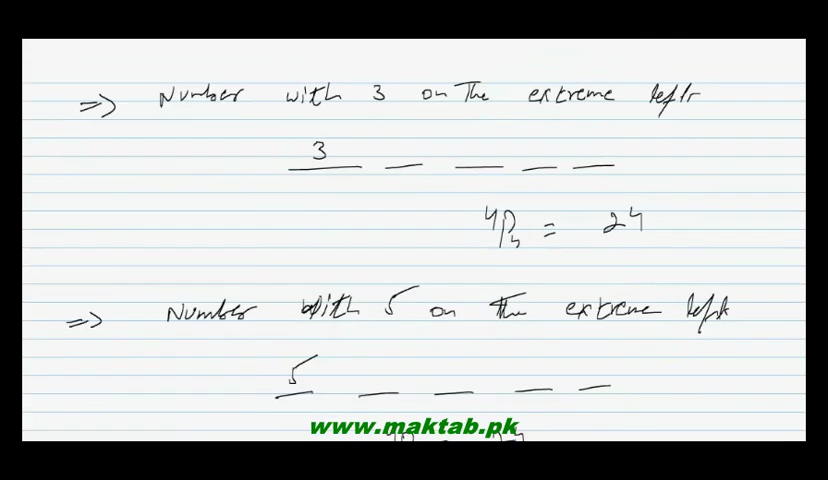 => Number with 3 on The extreme left
3
4P4 = 24
=> Number with 5 on the extreme left
5
www.maktab.pk